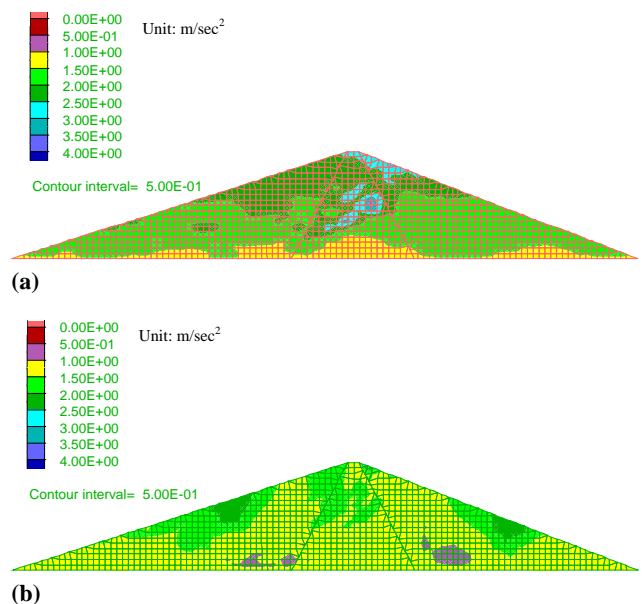 0.00E+00
5.00E-01
1.00E+00
1.50E+00
2.00E+00
2.50E+00
3.00E+00
3.50E+00
4.00E+00
Unit: m/sec²
Contour interval= 5.00E-01
(a)
0.00E+00
5.00E-01
1.00E+00
1.50E+00
2.00E+00
2.50E+00
3.00E+00
3.50E+00
4.00E+00
Unit: m/sec²
Contour interval= 5.00E-01
(b)